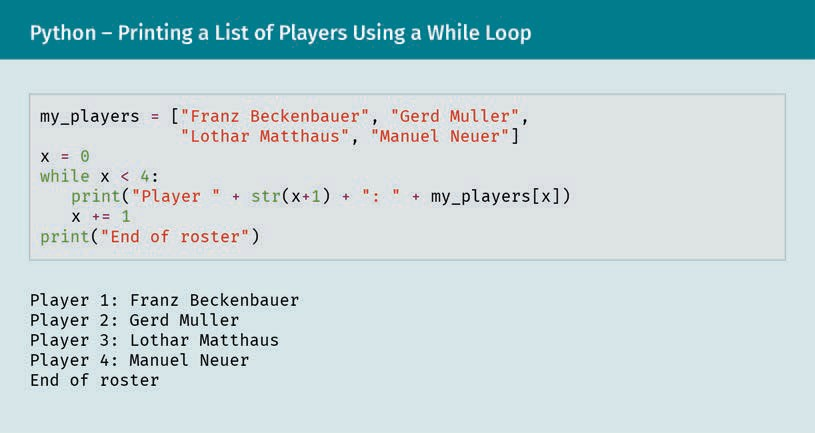 Python – Printing a List of Players Using a While Loop
my_players = ["Franz Beckenbauer", "Gerd Muller",
              "Lothar Matthaus", "Manuel Neuer"]
x = 0
while x < 4:
   print("Player " + str(x+1) + ": " + my_players[x])
   x += 1
print("End of roster")
Player 1: Franz Beckenbauer
Player 2: Gerd Muller
Player 3: Lothar Matthaus
Player 4: Manuel Neuer
End of roster